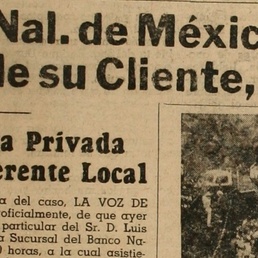 Nal. de Méxic
le su Cliente,
a Privada
erente Local
a del caso, LA VOZ DE
oficialmente, de que ayer
particular del Sr. D. Luis
a Sucursal del Banco Na-
horas, a la cual asistie-